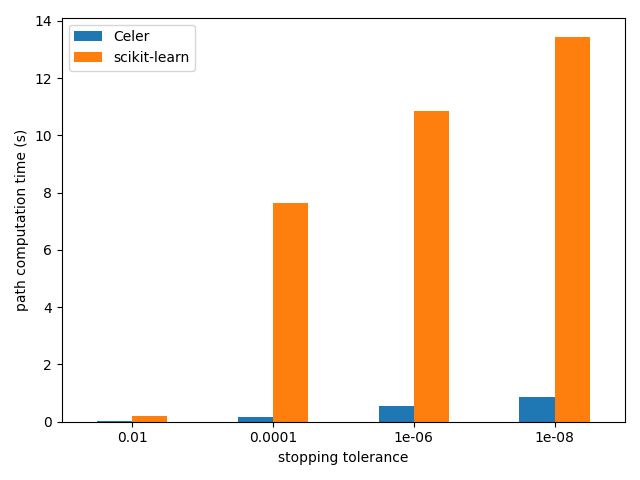 Celer
scikit-learn
path computation time (s)
14
12
10
8
6
4
2
0
0.01
0.0001
1e-06
1e-08
stopping tolerance